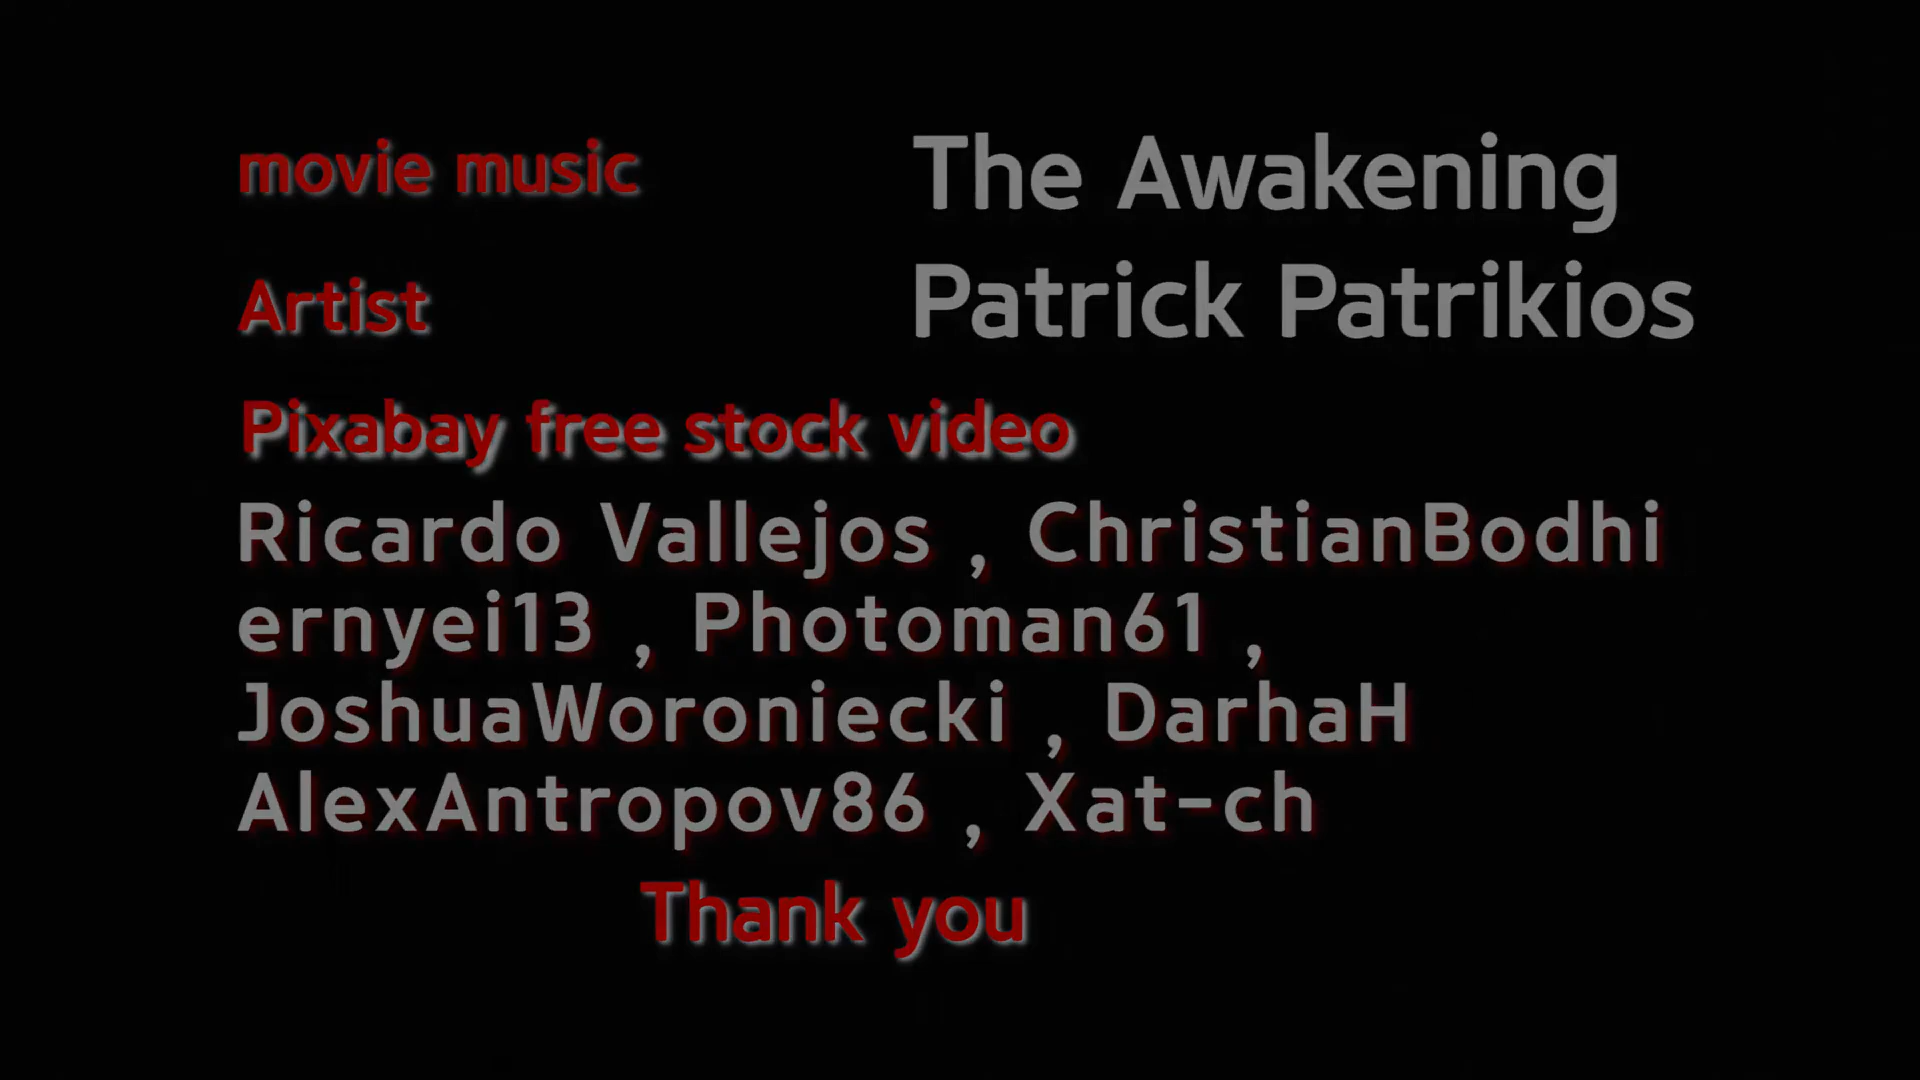 movie music The Awakening
Artist Patrick Patrikios
Pixabay free stock video
Ricardo Vallejos , ChristianBodhi
ernyei13 , Photoman61 ,
JoshuaWoroniecki , DarhaH
AlexAntropov86 , Xat-ch
Thank you